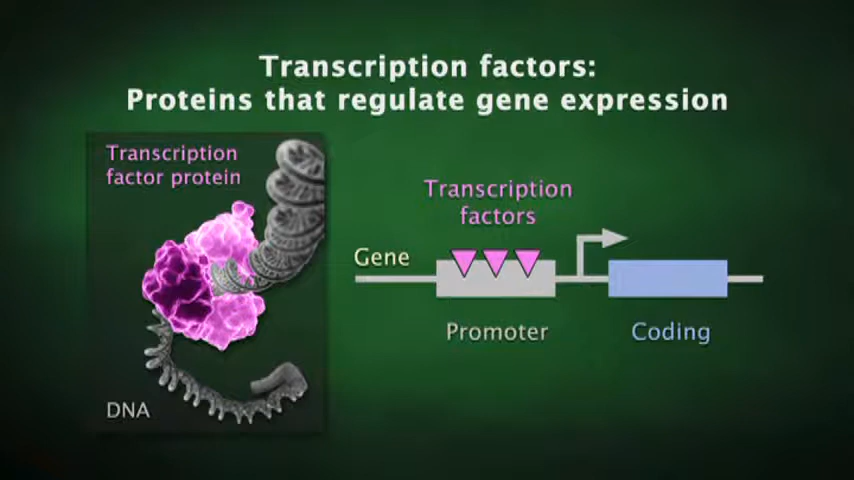 Transcription factors:
Proteins that regulate gene expression
Transcription
factor protein
DNA
Transcription
factors
Gene
Promoter
Coding